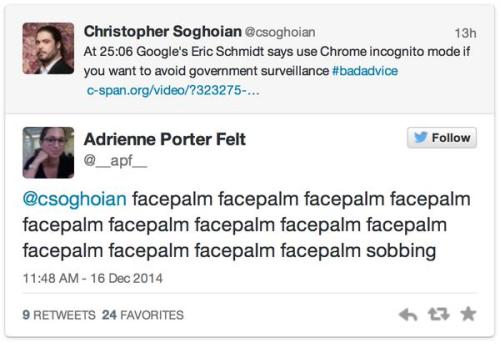 Christopher Soghoian @csoghoian 13h
At 25:06 Google's Eric Schmidt says use Chrome incognito mode if
you want to avoid government surveillance #badadvice
c-span.org/video/?323275-...
Adrienne Porter Felt Follow
@__apf__
@csoghoian facepalm facepalm facepalm facepalm
facepalm facepalm facepalm facepalm facepalm
facepalm facepalm facepalm facepalm sobbing
11:48 AM - 16 Dec 2014
9 RETWEETS 24 FAVORITES